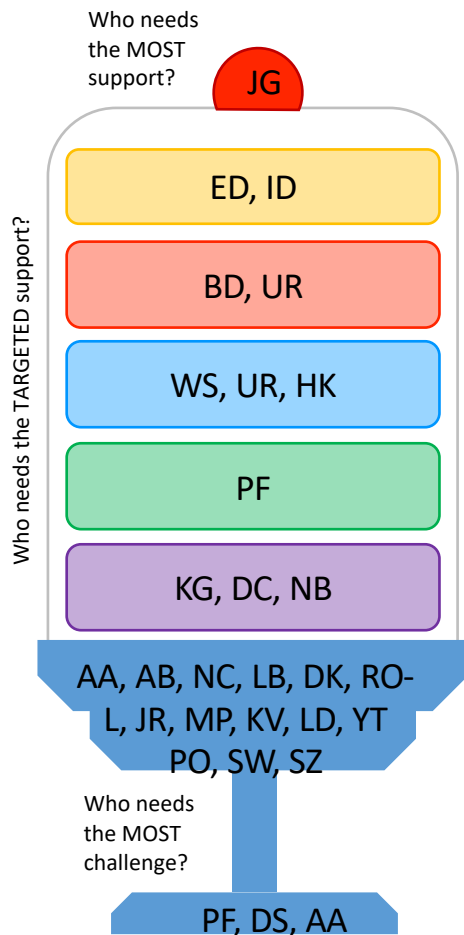 Who needs
the MOST
support?
JG
Who needs the TARGETED support?
ED, ID
BD, UR
WS, UR, HK
PF
KG, DC, NB
AA, AB, NC, LB, DK, RO-
L, JR, MP, KV, LD, YT
PO, SW, SZ
Who needs
the MOST
challenge?
PF, DS, AA